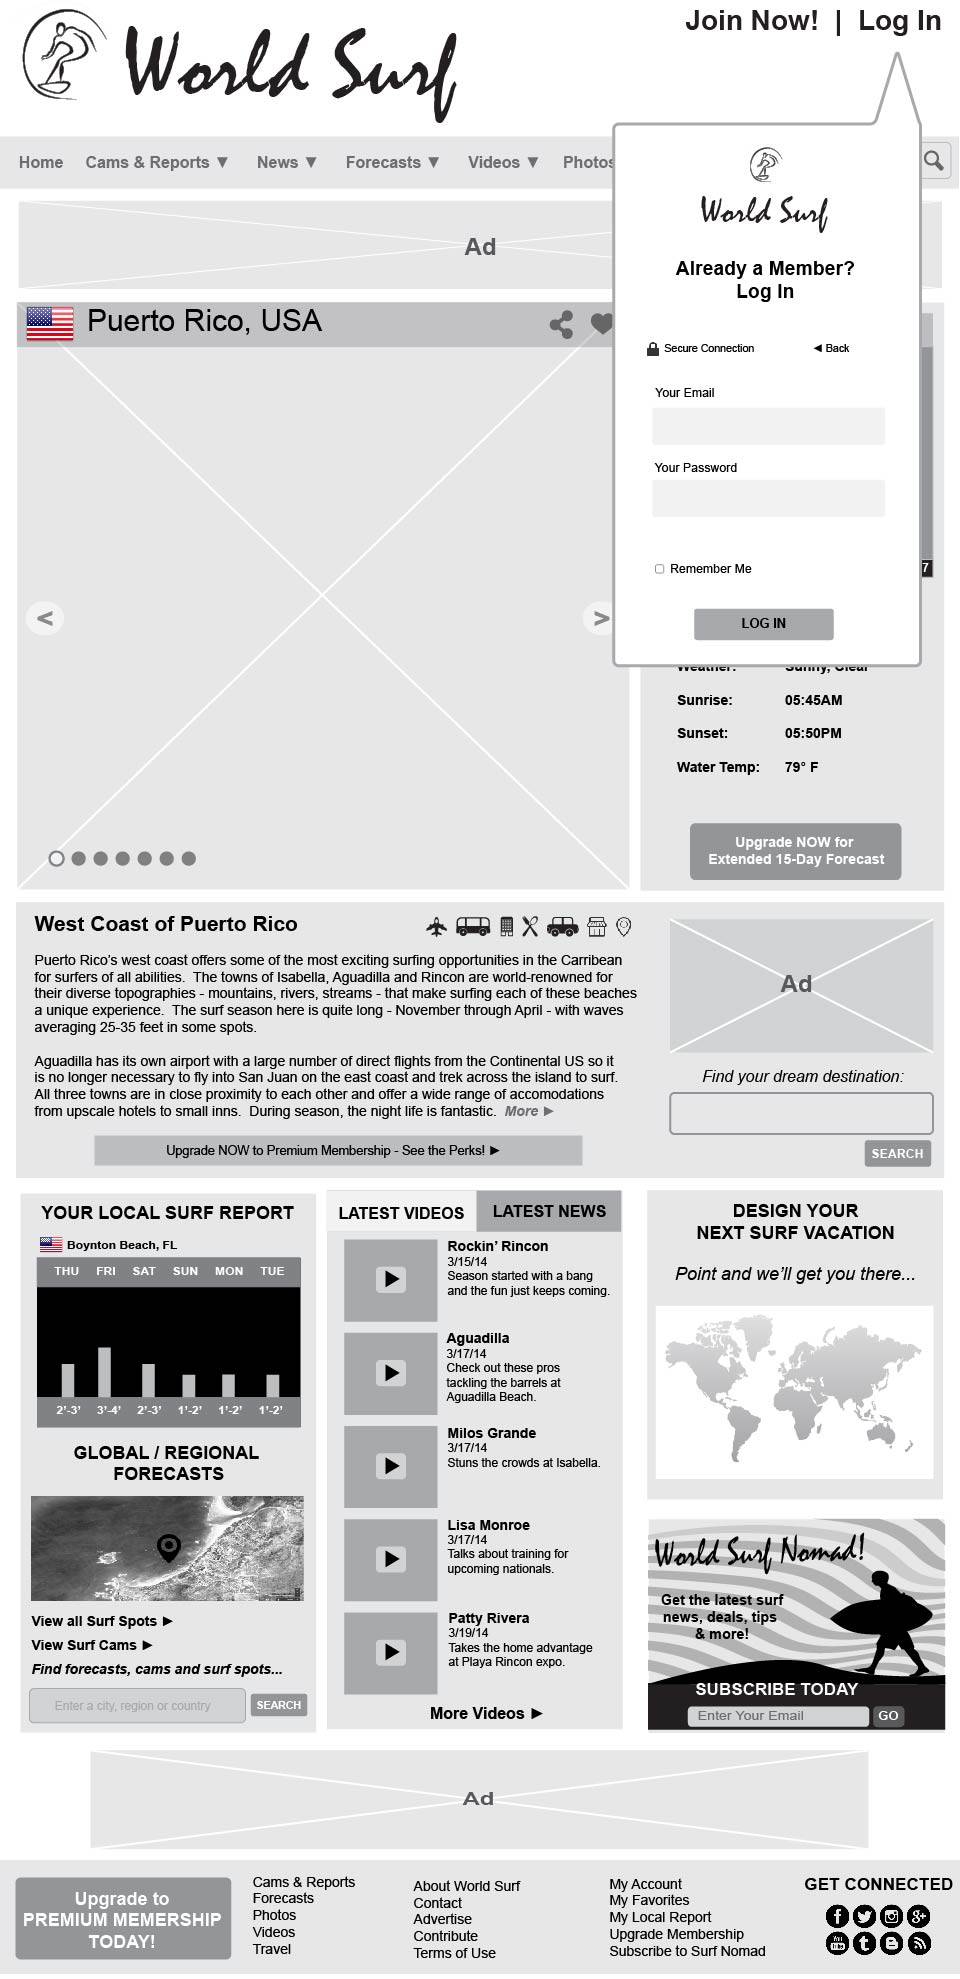 World Surf
Join Now! | Log In
Home Cams & Reports ▼ News ▼ Forecasts ▼ Videos ▼ Photos
Ad
Puerto Rico, USA
World Surf
Already a Member?
Log In
Secure Connection ◄ Back
Your Email
Your Password
Remember Me
LOG IN
7
<
>
Weather: Sunny, Clear
Sunrise: 05:45AM
Sunset: 05:50PM
Water Temp: 79° F
Upgrade NOW for
Extended 15-Day Forecast
West Coast of Puerto Rico
Puerto Rico's west coast offers some of the most exciting surfing opportunities in the Carribean
for surfers of all abilities. The towns of Isabella, Aguadilla and Rincon are world-renowned for
their diverse topographies - mountains, rivers, streams - that make surfing each of these beaches
a unique experience. The surf season here is quite long - November through April - with waves
averaging 25-35 feet in some spots.
Aguadilla has its own airport with a large number of direct flights from the Continental US so it
is no longer necessary to fly into San Juan on the east coast and trek across the island to surf.
All three towns are in close proximity to each other and offer a wide range of accomodations
from upscale hotels to small inns. During season, the night life is fantastic. More ►
Upgrade NOW to Premium Membership - See the Perks! ►
Ad
Find your dream destination:
SEARCH
YOUR LOCAL SURF REPORT
Boynton Beach, FL
THU FRI SAT SUN MON TUE
2'-3' 3'-4' 2'-3' 1'-2' 1'-2' 1'-2'
GLOBAL / REGIONAL
FORECASTS
View all Surf Spots ►
View Surf Cams ►
Find forecasts, cams and surf spots...
Enter a city, region or country SEARCH
LATEST VIDEOS LATEST NEWS
Rockin' Rincon
3/15/14
Season started with a bang
and the fun just keeps coming.
Aguadilla
3/17/14
Check out these pros
tackling the barrels at
Aguadilla Beach.
Milos Grande
3/17/14
Stuns the crowds at Isabella.
Lisa Monroe
3/17/14
Talks about training for
upcoming nationals.
Patty Rivera
3/19/14
Takes the home advantage
at Playa Rincon expo.
More Videos ►
DESIGN YOUR
NEXT SURF VACATION
Point and we'll get you there...
World Surf Nomad!
Get the latest surf
news, deals, tips
& more!
SUBSCRIBE TODAY
Enter Your Email GO
Ad
Upgrade to
PREMIUM MEMERSHIP
TODAY!
Cams & Reports
Forecasts
Photos
Videos
Travel
About World Surf
Contact
Advertise
Contribute
Terms of Use
My Account
My Favorites
My Local Report
Upgrade Membership
Subscribe to Surf Nomad
GET CONNECTED